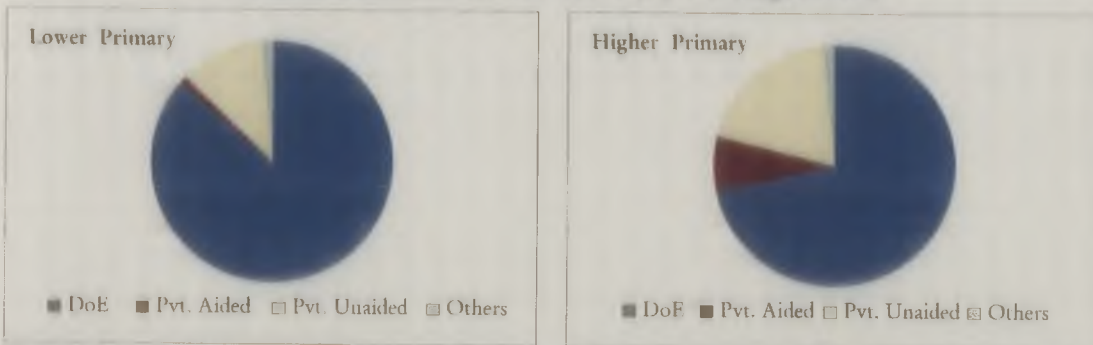 Lower Primary
DoE Pvt. Aided Pvt. Unaided Others
Higher Primary
DoE Pvt. Aided Pvt. Unaided Others